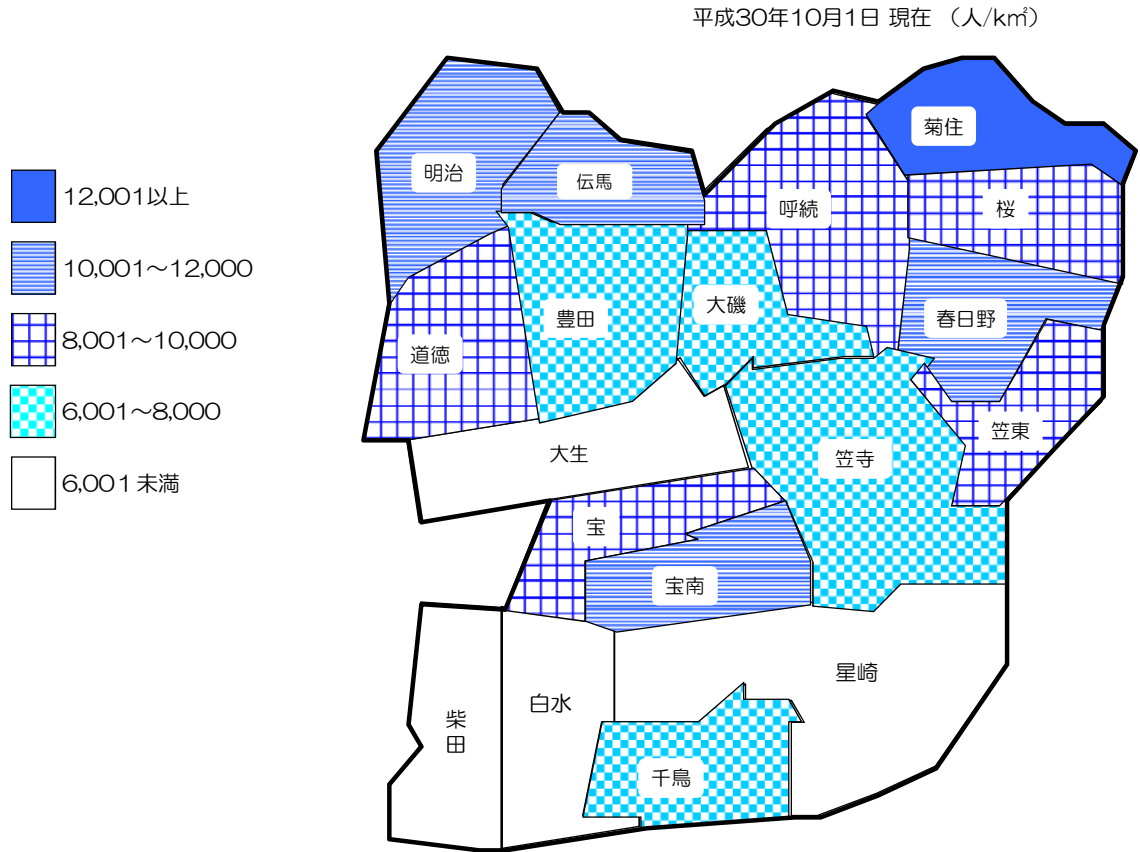 平成30年10月1日 現在 （人/k㎡）
12,001以上
10,001～12,000
8,001～10,000
6,001～8,000
6,001 未満
菊住
明治
伝馬
呼続
桜
大磯
豊田
春日野
道徳
笠東
大生
笠寺
宝
宝南
星崎
白水
柴田
千鳥